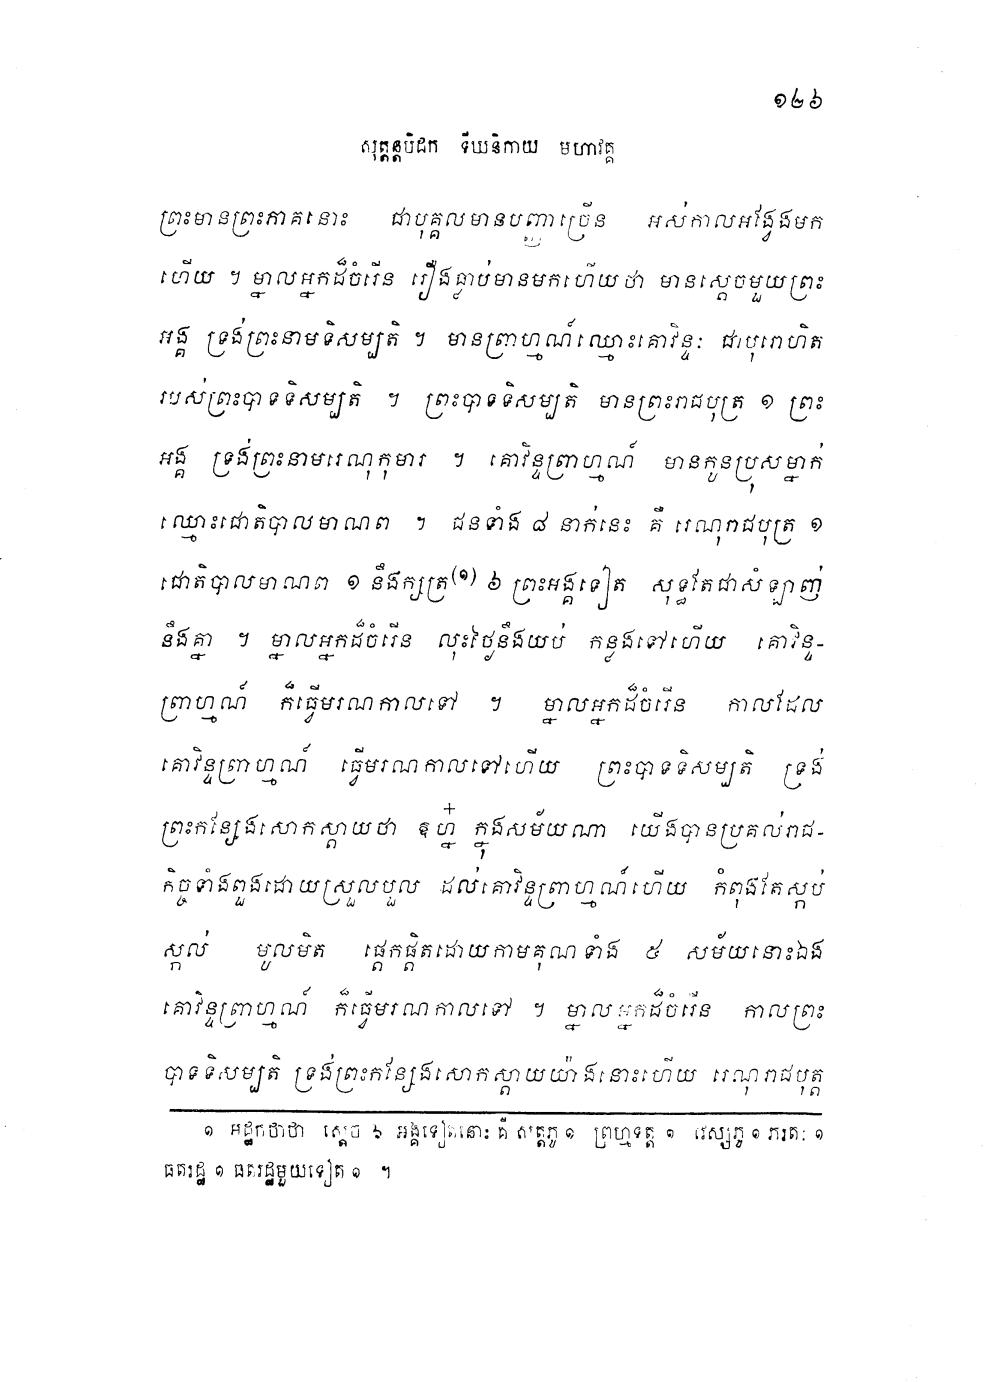 ១២៦
សុត្តន្តបិដក ទីឃនិកាយ មហាវគ្គ
ព្រះមានព្រះភាគនោះ ជាបុគ្គលមានបញ្ញាច្រើន អស់កាលអង្វែងមក
ហើយ ។ ម្នាលអ្នកដ៏ចំរើន រឿងធ្លាប់មានមកហើយថា មានស្តេចមួយព្រះ
អង្គ ទ្រង់ព្រះនាមទិសម្បតិ ។ មានព្រាហ្មណ៍ឈ្មោះគោវិន្ទៈ ជាបុរោហិត
របស់ព្រះបាទទិសម្បតិ ។ ព្រះបាទទិសម្បតិ មានព្រះរាជបុត្រ ១ ព្រះ
អង្គ ទ្រង់ព្រះនាមរេណុកុមារ ។ គោវិន្ទព្រាហ្មណ៍ មានកូនប្រុសម្នាក់
ឈ្មោះជោតិបាលមាណព ។ ជនទាំង ៨ នាក់នេះ គឺ រេណុរាជបុត្រ ១
ជោតិបាលមាណព ១ នឹងក្សត្រ(១) ៦ ព្រះអង្គទៀត សុទ្ធតែជាសំឡាញ់
នឹងគ្នា ។ ម្នាលអ្នកដ៏ចំរើន លុះថ្ងៃនឹងយប់ កន្លងទៅហើយ គោវិន្ទ-
ព្រាហ្មណ៍ ក៏ធ្វើមរណកាលទៅ ។ ម្នាលអ្នកដ៏ចំរើន កាលដែល
គោវិន្ទព្រាហ្មណ៍ ធ្វើមរណកាលទៅហើយ ព្រះបាទទិសម្បតិ ទ្រង់
ព្រះកន្សែងសោកស្តាយថា ឧហ្ន៎ ក្នុងសម័យណា យើងបានប្រគល់រាជ-
កិច្ចទាំងពួងដោយស្រួលបួល ដល់គោវិន្ទព្រាហ្មណ៍ហើយ កំពុងតែស្កប់
ស្កល់ មូលមិត ផ្តេកផ្តិតដោយកាមគុណទាំង ៥ សម័យនោះឯង
គោវិន្ទព្រាហ្មណ៍ ក៏ធ្វើមរណកាលទៅ ។ ម្នាលអ្នកដ៏ចំរើន កាលព្រះ
បាទទិសម្បតិ ទ្រង់ព្រះកន្សែងសោកស្តាយយ៉ាងនោះហើយ រេណុរាជបុត្ត
១ អដ្ឋកថាថា ស្តេច ៦ អង្គទៀតនោះ គឺ សត្តភូ ១ ព្រហ្មទត្ត ១ វេស្សភូ ១ ភរតៈ ១
ធតរដ្ឋ ១ ធតរដ្ឋមួយទៀត ១ ។